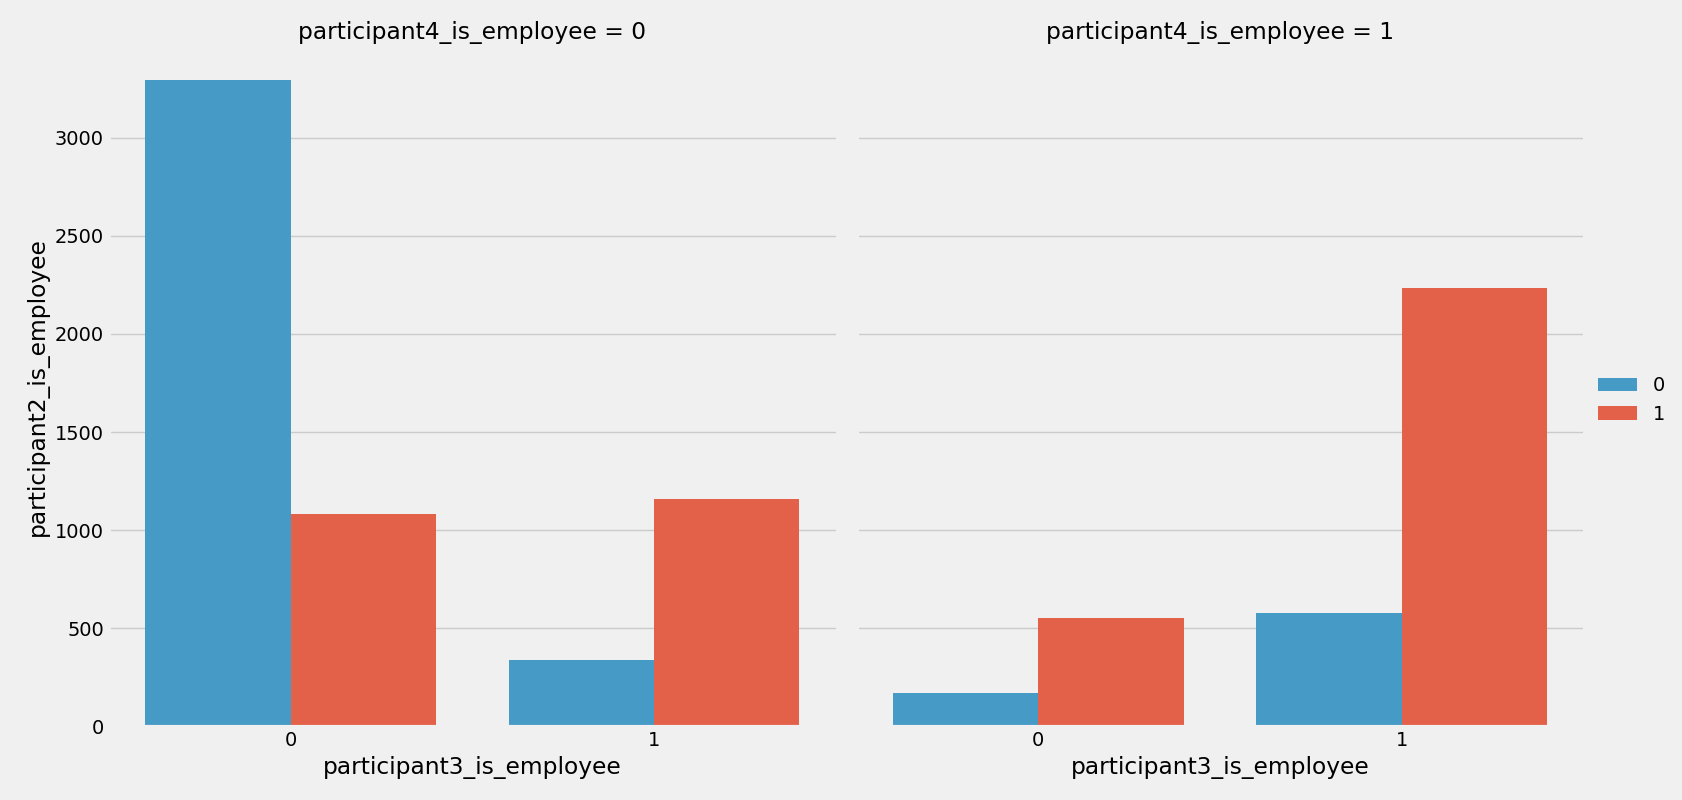 participant4_is_employee = 0
participant4_is_employee = 1
participant2_is_employee
3000
2500
2000
1500
1000
500
0
0
1
0
1
participant3_is_employee
participant3_is_employee
0
1